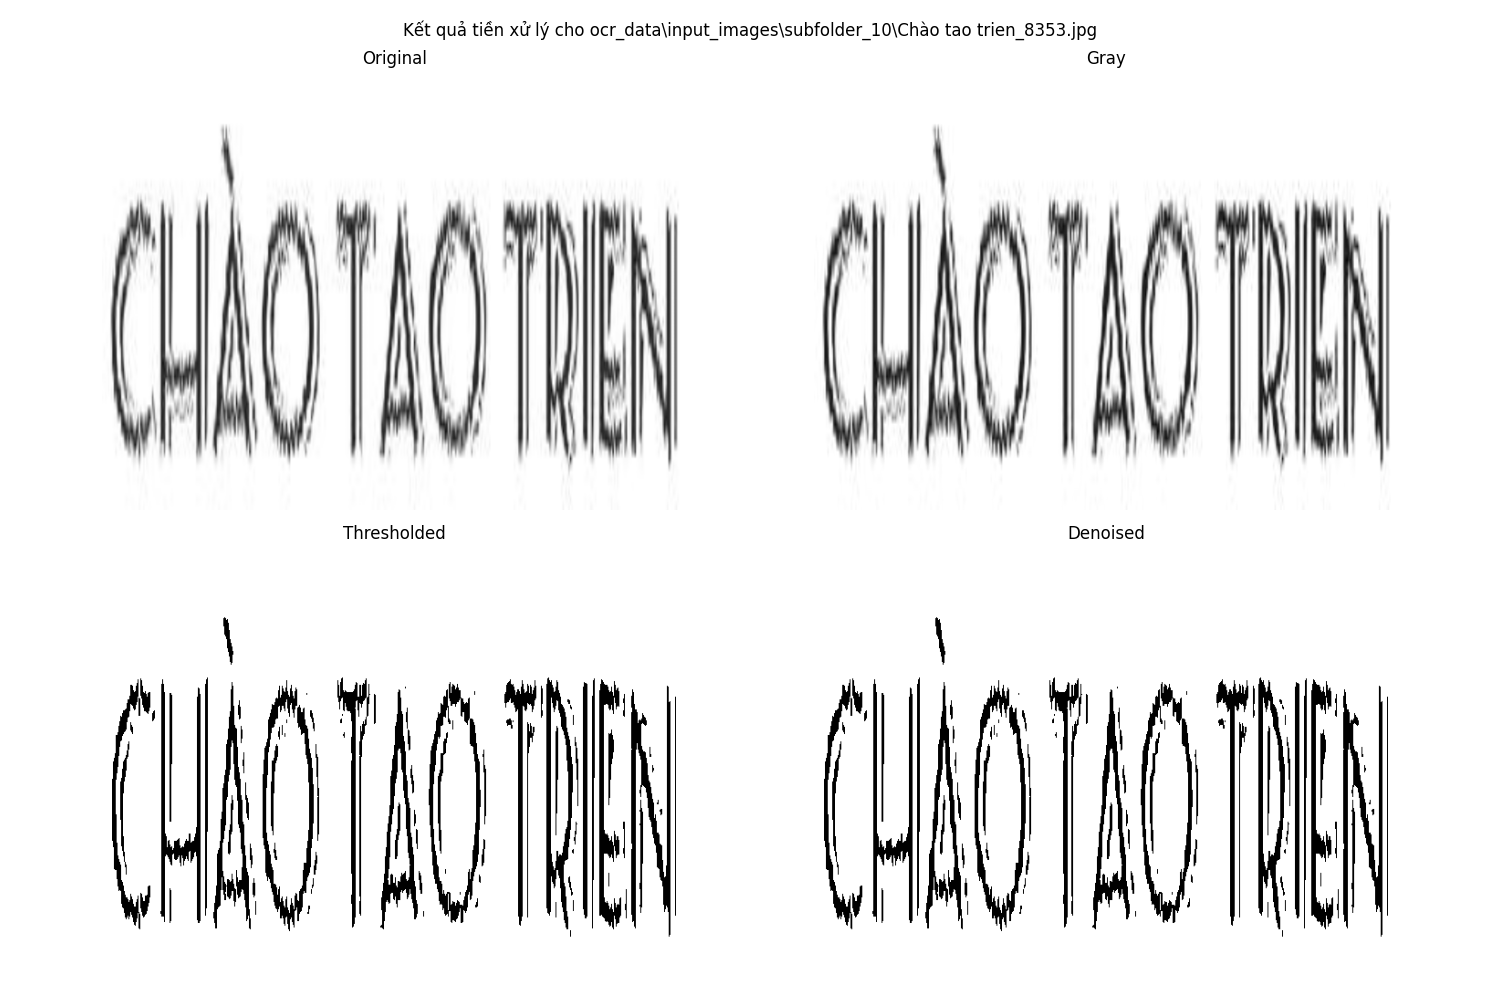 Kết quả tiền xử lý cho ocr_data\input_images\subfolder_10\Chào tao trien_8353.jpg
Original
Gray
CHÀO TAO TRIEN
CHÀO TAO TRIEN
Thresholded
Denoised
CHÀO TAO TRIEN
CHÀO TAO TRIEN